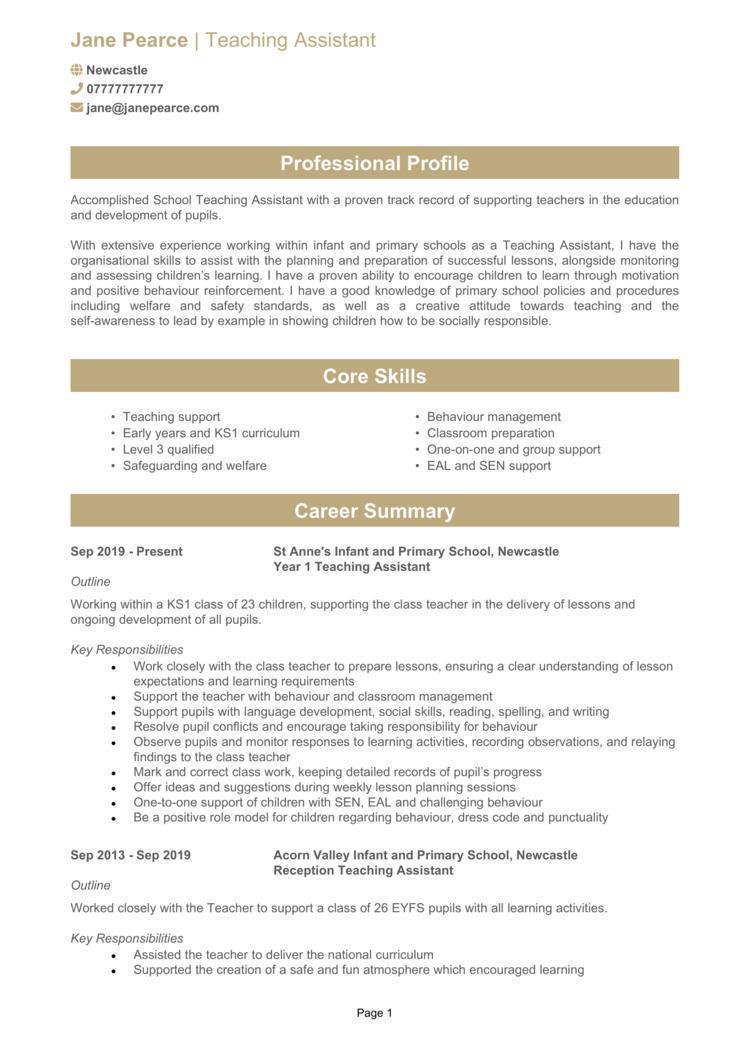 Jane Pearce | Teaching Assistant
Newcastle
07777777777
jane@janepearce.com
Professional Profile
Accomplished School Teaching Assistant with a proven track record of supporting teachers in the education
and development of pupils.
With extensive experience working within infant and primary schools as a Teaching Assistant, I have the
organisational skills to assist with the planning and preparation of successful lessons, alongside monitoring
and assessing children's learning. I have a proven ability to encourage children to learn through motivation
and positive behaviour reinforcement. I have a good knowledge of primary school policies and procedures
including welfare and safety standards, as well as a creative attitude towards teaching and the
self-awareness to lead by example in showing children how to be socially responsible.
Core Skills
• Teaching support
• Early years and KS1 curriculum
• Level 3 qualified
• Safeguarding and welfare
• Behaviour management
• Classroom preparation
• One-on-one and group support
• EAL and SEN support
Career Summary
Sep 2019 - Present St Anne's Infant and Primary School, Newcastle
Year 1 Teaching Assistant
Outline
Working within a KS1 class of 23 children, supporting the class teacher in the delivery of lessons and
ongoing development of all pupils.
Key Responsibilities
• Work closely with the class teacher to prepare lessons, ensuring a clear understanding of lesson
expectations and learning requirements
• Support the teacher with behaviour and classroom management
• Support pupils with language development, social skills, reading, spelling, and writing
• Resolve pupil conflicts and encourage taking responsibility for behaviour
• Observe pupils and monitor responses to learning activities, recording observations, and relaying
findings to the class teacher
• Mark and correct class work, keeping detailed records of pupil's progress
• Offer ideas and suggestions during weekly lesson planning sessions
• One-to-one support of children with SEN, EAL and challenging behaviour
• Be a positive role model for children regarding behaviour, dress code and punctuality
Sep 2013 - Sep 2019 Acorn Valley Infant and Primary School, Newcastle
Reception Teaching Assistant
Outline
Worked closely with the Teacher to support a class of 26 EYFS pupils with all learning activities.
Key Responsibilities
• Assisted the teacher to deliver the national curriculum
• Supported the creation of a safe and fun atmosphere which encouraged learning
Page 1